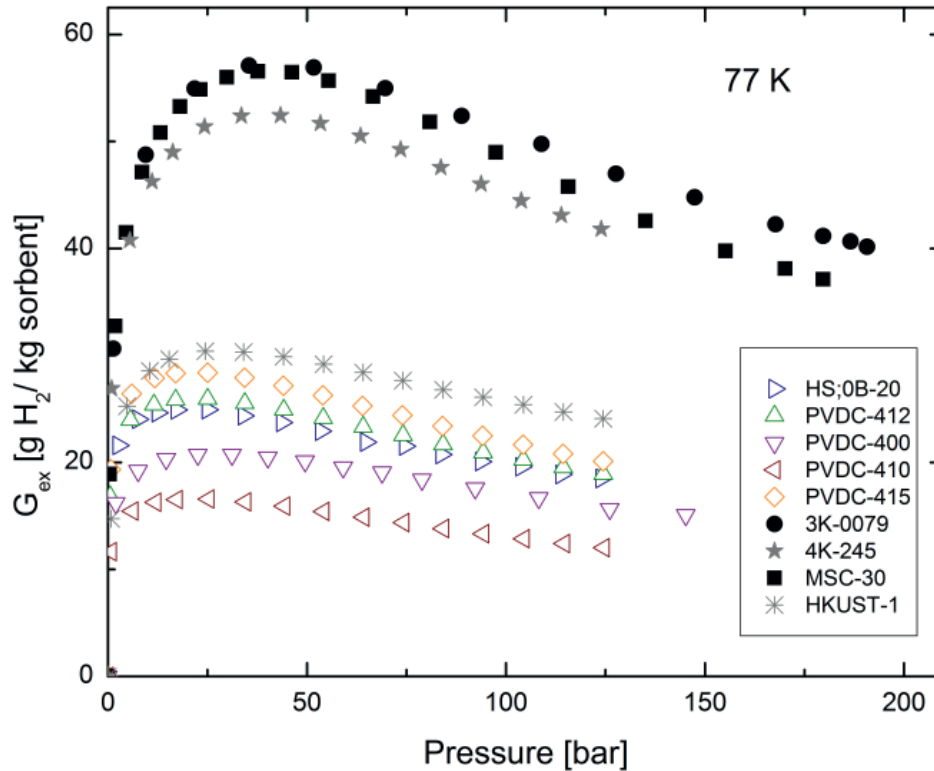 60
77 K
40
G_ex [g H₂/ kg sorbent]
HS;0B-20
PVDC-412
PVDC-400
PVDC-410
PVDC-415
3K-0079
4K-245
MSC-30
HKUST-1
20
0
0 50 100 150 200
Pressure [bar]